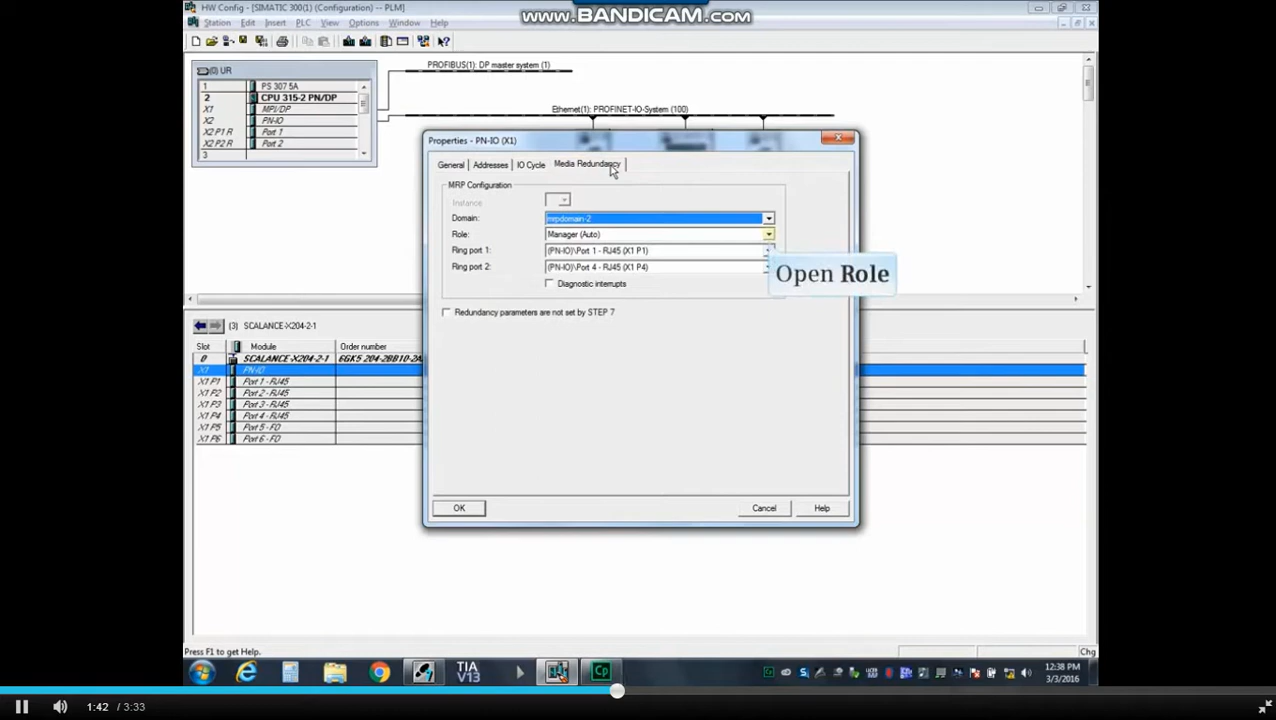 HW Config - [SIMATIC 300(1) (Configuration) -- PLM]
www.BANDICAM.com
Station Edit Insert PLC View Options Window Help
(0) UR
1 PS 307 5A
2 CPU 315-2 PN/DP
X1 MPI/DP
X2 PN-IO
X2 P1 R Port 1
X2 P2 R Port 2
3
PROFIBUS(1): DP master system (1)
Ethernet(1): PROFINET-IO-System (100)
Properties - PN-IO (X1)
General Addresses IO Cycle Media Redundancy
MRP Configuration
Instance
Domain: mrpdomain-2
Role: Manager (Auto)
Ring port 1: (PN-IO)\Port 1 - RJ45 (X1 P1)
Ring port 2: (PN-IO)\Port 4 - RJ45 (X1 P4)
Diagnostic interrupts
Open Role
Redundancy parameters are not set by STEP 7
OK Cancel Help
(3) SCALANCE-X204-2-1
Slot Module Order number
0 SCALANCE-X204-2-1
X1 PN-IO
X1 P1 Port 1 - RJ45
X1 P2 Port 2 - RJ45
X1 P3 Port 3 - RJ45
X1 P4 Port 4 - RJ45
X1 P5 Port 5 - FO
X1 P6 Port 6 - FO
Press F1 to get Help.
Chg
TIA
V13
Cp
12:38 PM
3/3/2016
1:42 / 3:33